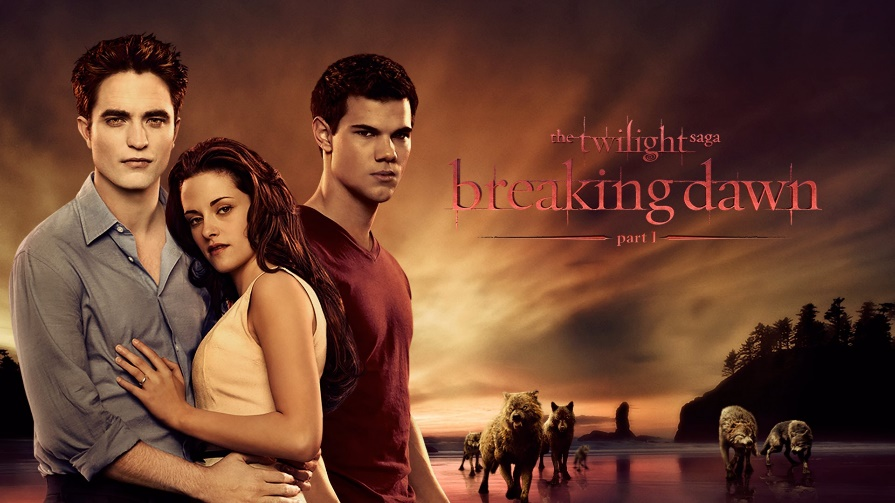 the twilight saga
breaking dawn
part 1